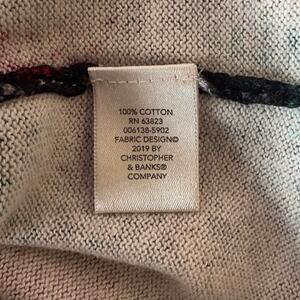 100% COTTON
RN 63823
006138-5902
FABRIC DESIGN©
2019 BY
CHRISTOPHER
& BANKS®
COMPANY